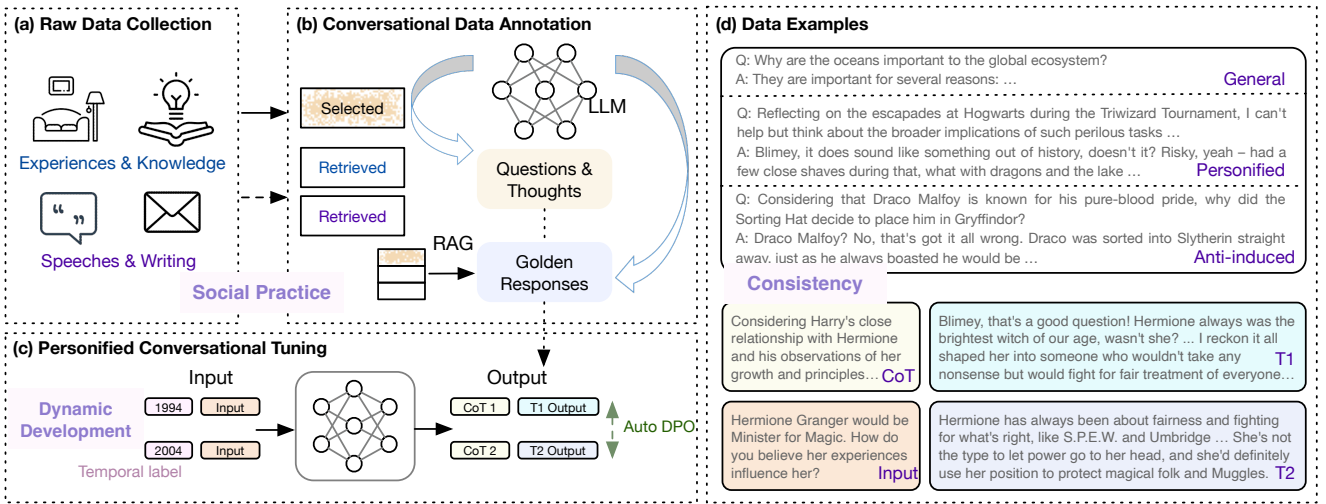 (a) Raw Data Collection
Experiences & Knowledge
Speeches & Writing
Social Practice
(b) Conversational Data Annotation
LLM
Selected
Retrieved
Retrieved
Questions &
Thoughts
RAG
Golden
Responses
(c) Personified Conversational Tuning
Input
Output
Dynamic
Development
1994
Input
CoT 1
T1 Output
Auto DPO
2004
Input
CoT 2
T2 Output
Temporal label
(d) Data Examples
Q: Why are the oceans important to the global ecosystem?
A: They are important for several reasons: …
General
Q: Reflecting on the escapades at Hogwarts during the Triwizard Tournament, I can't
help but think about the broader implications of such perilous tasks …
A: Blimey, it does sound like something out of history, doesn't it? Risky, yeah – had a
few close shaves during that, what with dragons and the lake …
Personified
Q: Considering that Draco Malfoy is known for his pure-blood pride, why did the
Sorting Hat decide to place him in Gryffindor?
A: Draco Malfoy? No, that's got it all wrong. Draco was sorted into Slytherin straight
away, just as he always boasted he would be …
Anti-induced
Consistency
Considering Harry's close
relationship with Hermione
and his observations of her
growth and principles…
CoT
Blimey, that's a good question! Hermione always was the
brightest witch of our age, wasn't she? ... I reckon it all
shaped her into someone who wouldn't take any
nonsense but would fight for fair treatment of everyone…
T1
Hermione Granger would be
Minister for Magic. How do
you believe her experiences
influence her?
Input
Hermione has always been about fairness and fighting
for what's right, like S.P.E.W. and Umbridge … She's not
the type to let power go to her head, and she'd definitely
use her position to protect magical folk and Muggles.
T2